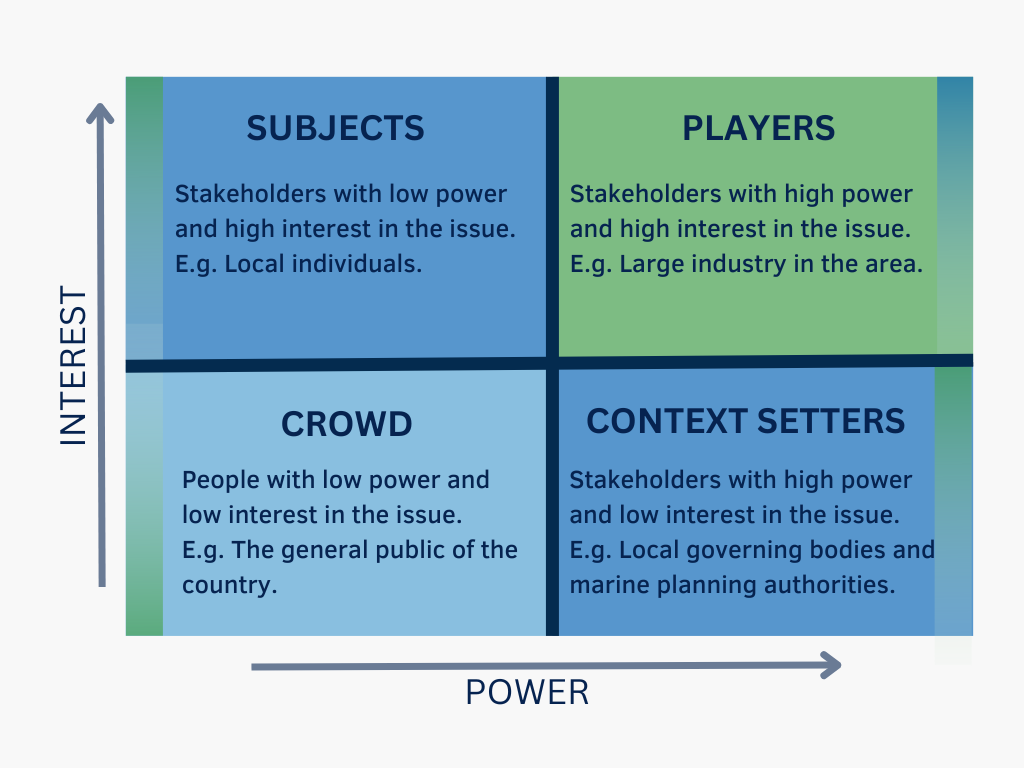 SUBJECTS
Stakeholders with low power
and high interest in the issue.
E.g. Local individuals.
PLAYERS
Stakeholders with high power
and high interest in the issue.
E.g. Large industry in the area.
INTEREST
CROWD
People with low power and
low interest in the issue.
E.g. The general public of the
country.
CONTEXT SETTERS
Stakeholders with high power
and low interest in the issue.
E.g. Local governing bodies and
marine planning authorities.
POWER